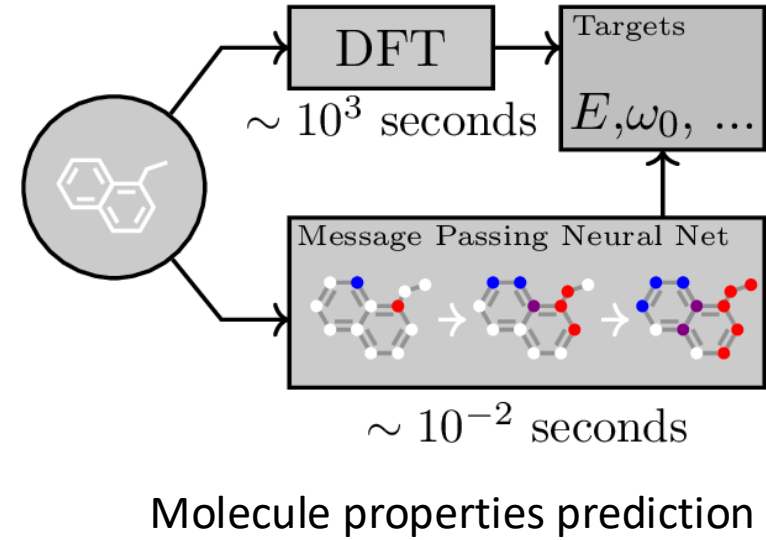 DFT
~ 10³ seconds
Targets
E,ω₀, ...
Message Passing Neural Net
~ 10⁻² seconds
Molecule properties prediction